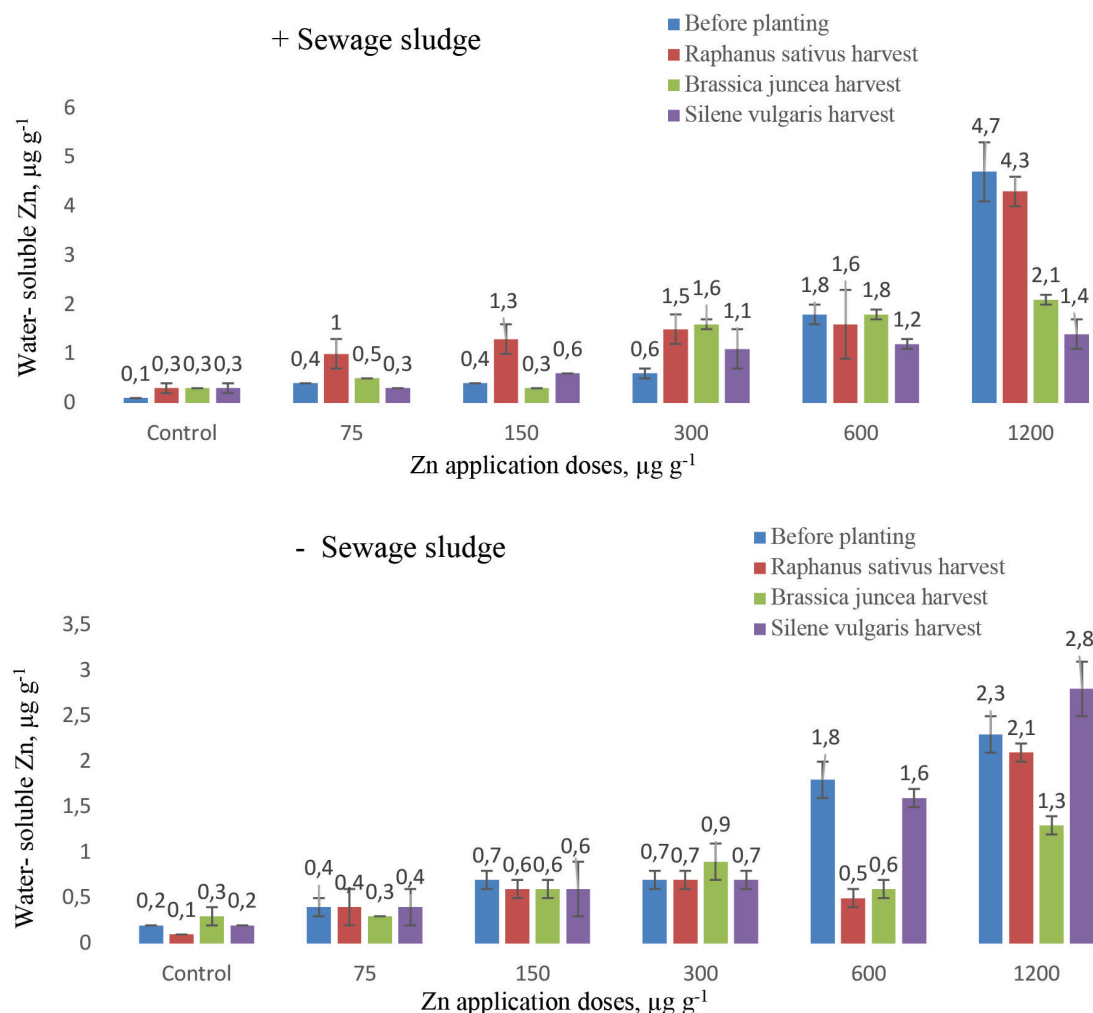 + Sewage sludge
Before planting
Raphanus sativus harvest
Brassica juncea harvest
Silene vulgaris harvest
Water- soluble Zn, µg g-1
6
5
4
3
2
1
0
0,1 0,3 0,3 0,3
0,4 1 0,5 0,3
0,4 1,3 0,3 0,6
0,6 1,5 1,6 1,1
1,8 1,6 1,8 1,2
4,7 4,3 2,1 1,4
Control 75 150 300 600 1200
Zn application doses, µg g-1
- Sewage sludge
Before planting
Raphanus sativus harvest
Brassica juncea harvest
Silene vulgaris harvest
Water- soluble Zn, µg g-1
3,5
3
2,5
2
1,5
1
0,5
0
0,2 0,1 0,3 0,2
0,4 0,4 0,3 0,4
0,7 0,6 0,6 0,6
0,7 0,7 0,9 0,7
1,8 0,5 0,6 1,6
2,3 2,1 1,3 2,8
Control 75 150 300 600 1200
Zn application doses, µg g-1